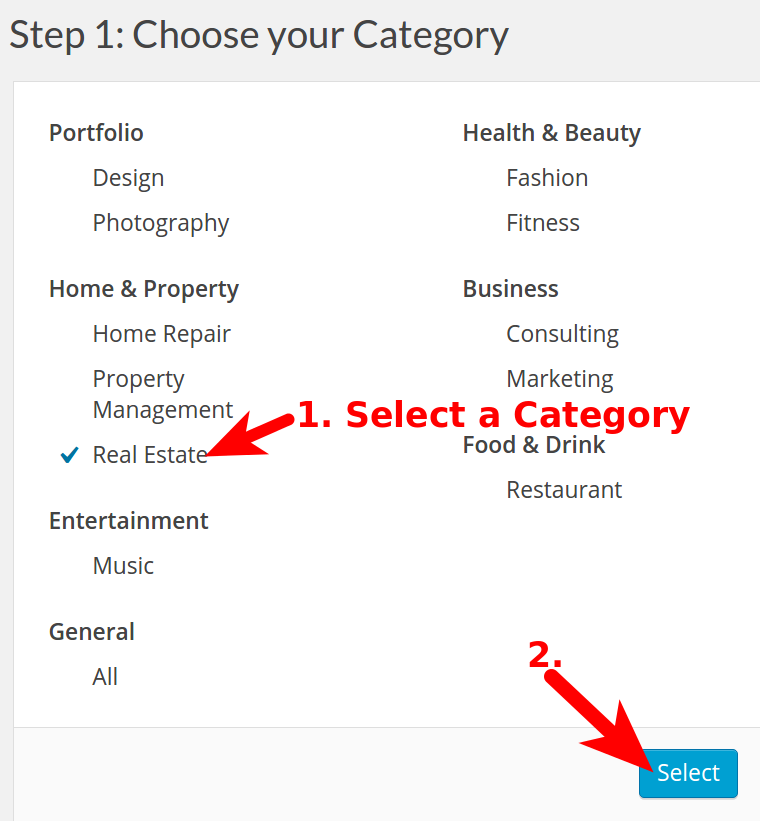 Step 1: Choose your Category
Portfolio
Design
Photography
Home & Property
Home Repair
Property
Management
Real Estate
Entertainment
Music
General
All
Health & Beauty
Fashion
Fitness
Business
Consulting
Marketing
1. Select a Category
Food & Drink
Restaurant
2.
Select